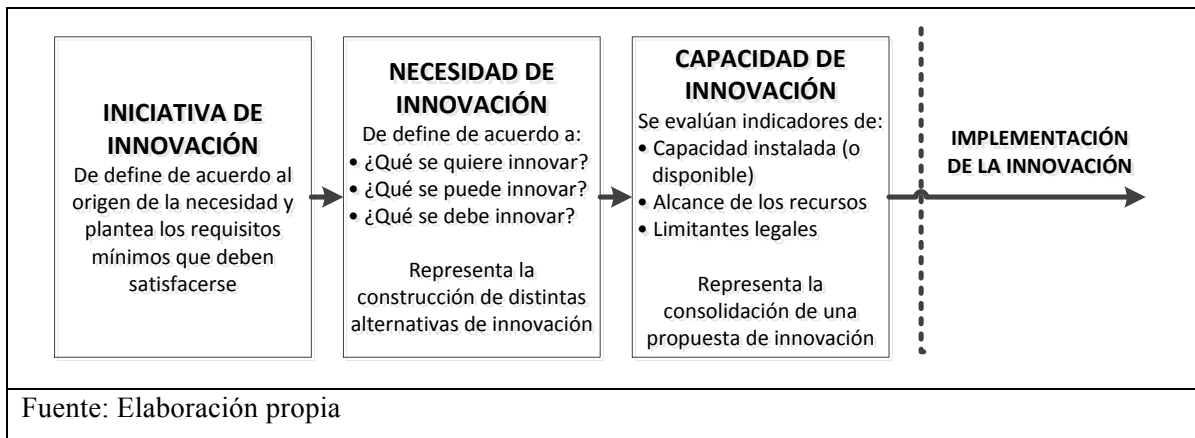 INICIATIVA DE
INNOVACIÓN
De define de acuerdo al
origen de la necesidad y
plantea los requisitos
mínimos que deben
satisfacerse
NECESIDAD DE
INNOVACIÓN
De define de acuerdo a:
• ¿Qué se quiere innovar?
• ¿Qué se puede innovar?
• ¿Qué se debe innovar?
Representa la
construcción de distintas
alternativas de innovación
CAPACIDAD DE
INNOVACIÓN
Se evalúan indicadores de:
• Capacidad instalada (o
disponible)
• Alcance de los recursos
• Limitantes legales
Representa la
consolidación de una
propuesta de innovación
IMPLEMENTACIÓN
DE LA INNOVACIÓN
Fuente: Elaboración propia